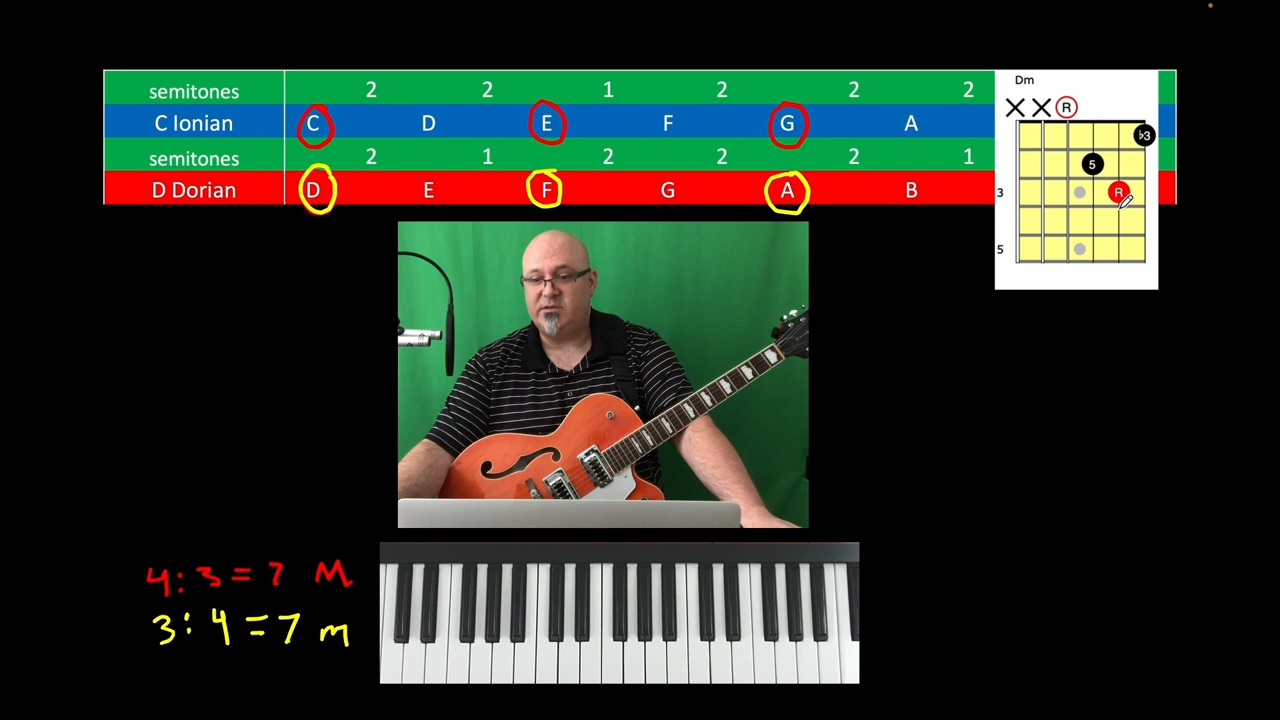 semitones 2 2 1 2 2 2
C Ionian C D E F G A
semitones 2 1 2 2 2 1
D Dorian D E F G A B
Dm
X X R
♭3
5
3 R
5
4:3=7 M
3:4=7 m